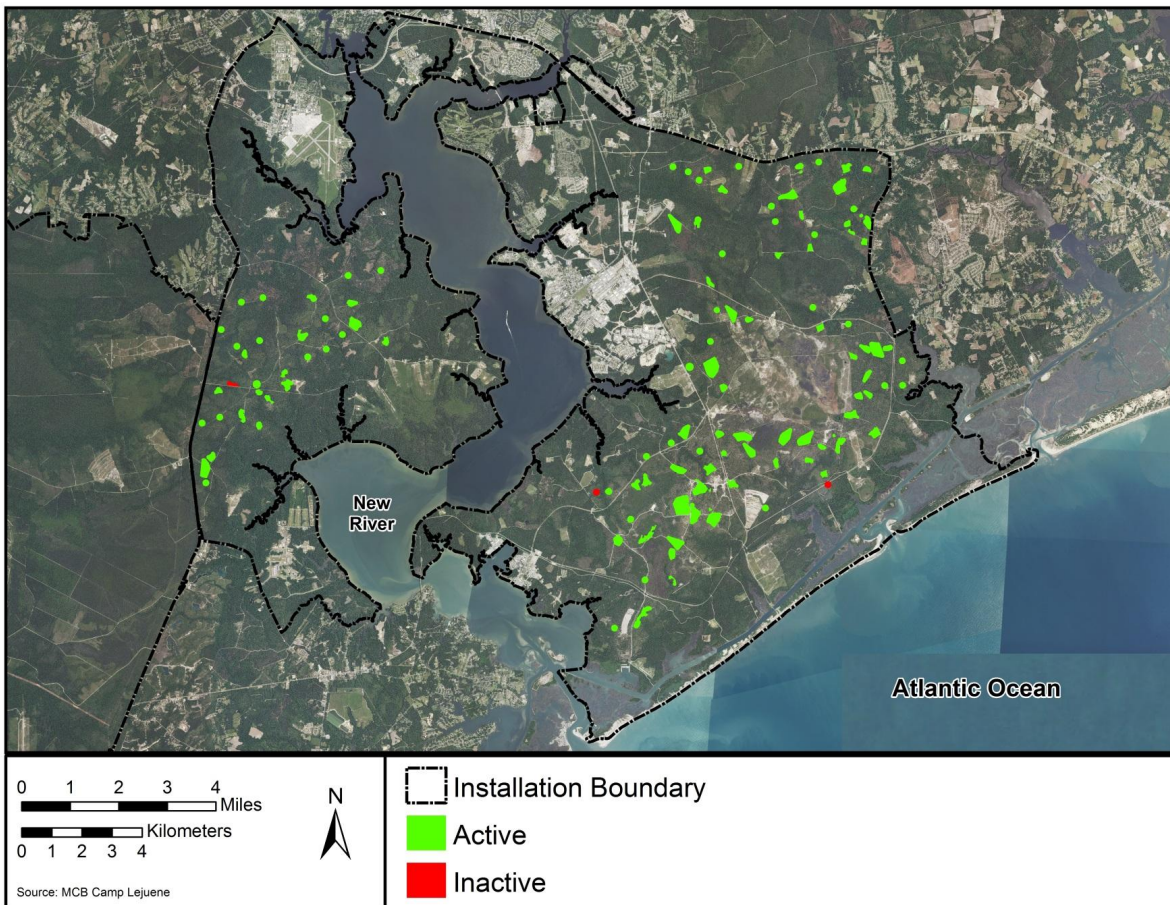 New
River
Atlantic Ocean
0 1 2 3 4
Miles
Kilometers
0 1 2 3 4
N
Source: MCB Camp Lejuene
Installation Boundary
Active
Inactive